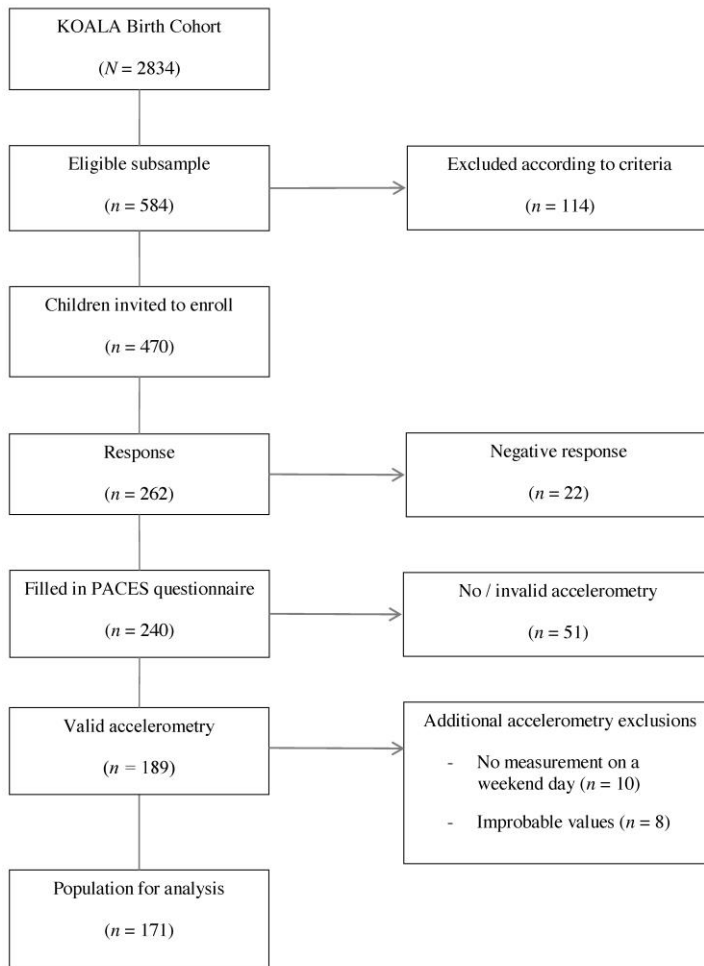 KOALA Birth Cohort
(N = 2834)
Eligible subsample
(n = 584)
Excluded according to criteria
(n = 114)
Children invited to enroll
(n = 470)
Response
(n = 262)
Negative response
(n = 22)
Filled in PACES questionnaire
(n = 240)
No / invalid accelerometry
(n = 51)
Valid accelerometry
(n = 189)
Additional accelerometry exclusions
- No measurement on a
weekend day (n = 10)
- Improbable values (n = 8)
Population for analysis
(n = 171)